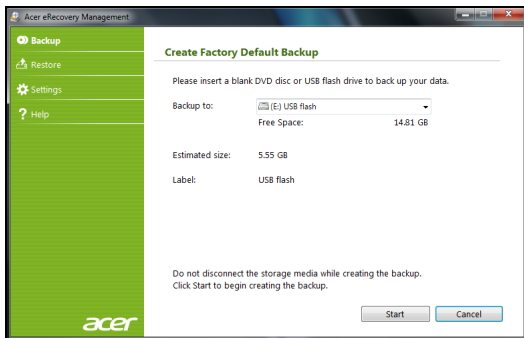 Acer eRecovery Management
Backup
Restore
Settings
Help
Create Factory Default Backup
Please insert a blank DVD disc or USB flash drive to back up your data.
Backup to: (E:) USB flash
Free Space: 14.81 GB
Estimated size: 5.55 GB
Label: USB flash
Do not disconnect the storage media while creating the backup.
Click Start to begin creating the backup.
Start Cancel
acer